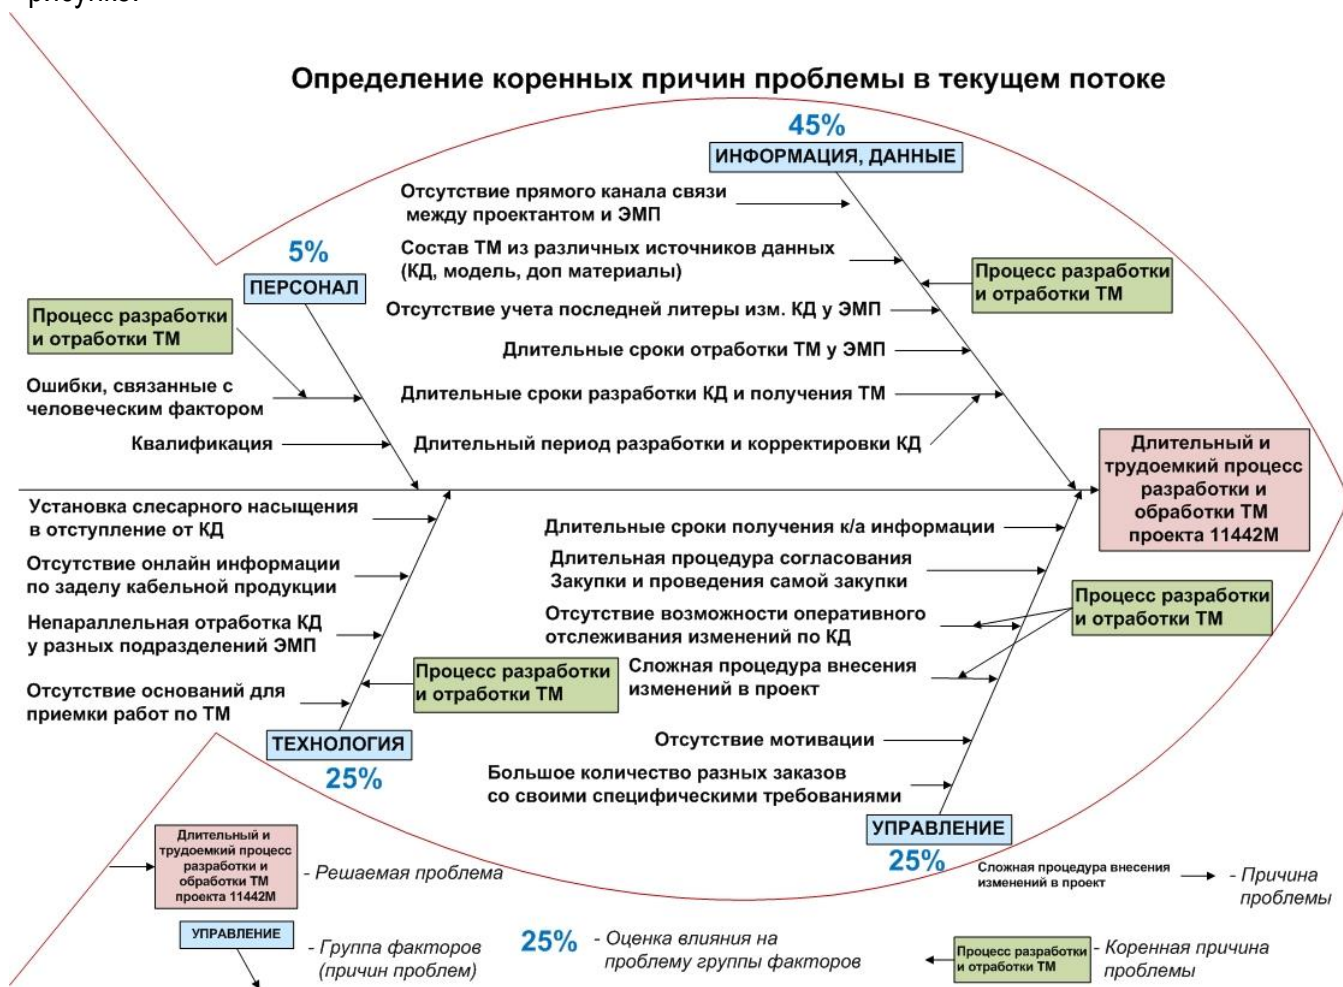 рисунке.
Определение коренных причин проблемы в текущем потоке
45%
ИНФОРМАЦИЯ, ДАННЫЕ
Отсутствие прямого канала связи
между проектантом и ЭМП
Состав ТМ из различных источников данных
(КД, модель, доп материалы)
Процесс разработки
и отработки ТМ
Отсутствие учета последней литеры изм. КД у ЭМП
Длительные сроки отработки ТМ у ЭМП
Длительные сроки разработки КД и получения ТМ
Длительный период разработки и корректировки КД
5%
ПЕРСОНАЛ
Процесс разработки
и отработки ТМ
Ошибки, связанные с
человеческим фактором
Квалификация
Длительный и
трудоемкий процесс
разработки и
обработки ТМ
проекта 11442М
Установка слесарного насыщения
в отступление от КД
Отсутствие онлайн информации
по заделу кабельной продукции
Непараллельная отработка КД
у разных подразделений ЭМП
Процесс разработки
и отработки ТМ
Отсутствие оснований для
приемки работ по ТМ
ТЕХНОЛОГИЯ
25%
Длительные сроки получения к/а информации
Длительная процедура согласования
Закупки и проведения самой закупки
Отсутствие возможности оперативного
отслеживания изменений по КД
Процесс разработки
и отработки ТМ
Сложная процедура внесения
изменений в проект
Отсутствие мотивации
Большое количество разных заказов
со своими специфическими требованиями
УПРАВЛЕНИЕ
25%
Длительный и
трудоемкий процесс
разработки и
обработки ТМ
проекта 11442М
- Решаемая проблема
Сложная процедура внесения
изменений в проект
- Причина
проблемы
УПРАВЛЕНИЕ
- Группа факторов
(причин проблем)
25%
- Оценка влияния на
проблему группы факторов
Процесс разработки
и отработки ТМ
- Коренная причина
проблемы